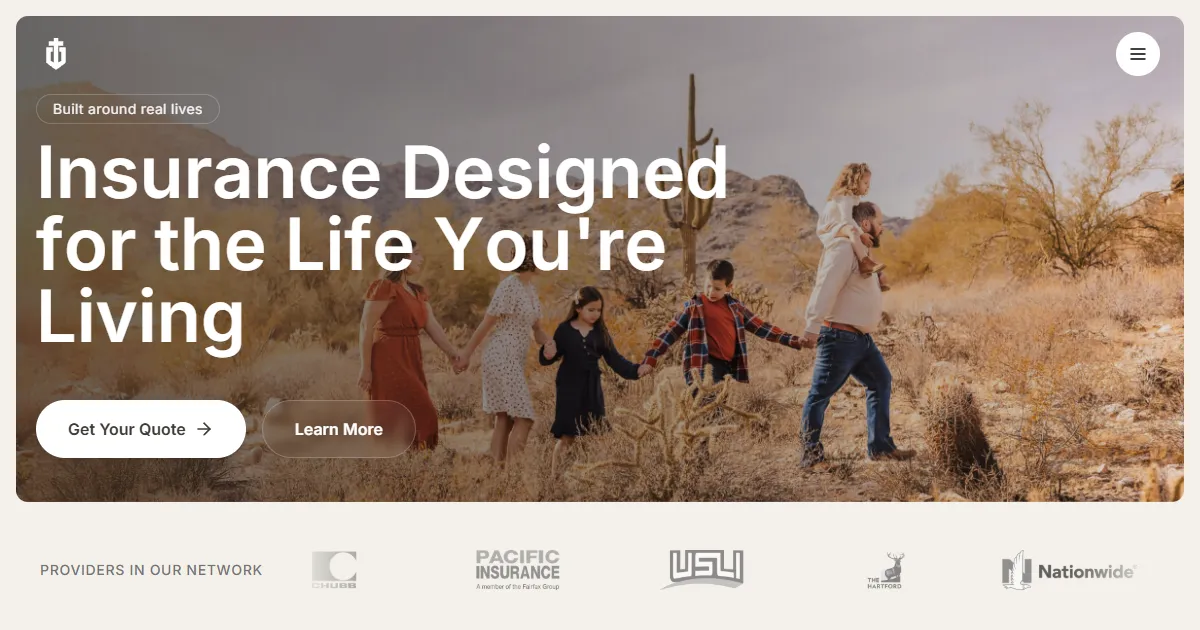 Built around real lives
Insurance Designed
for the Life You're
Living
Get Your Quote
Learn More
PROVIDERS IN OUR NETWORK
CHUBB
PACIFIC
INSURANCE
A member of the Fairfax Group
USLI
THE
HARTFORD
Nationwide®